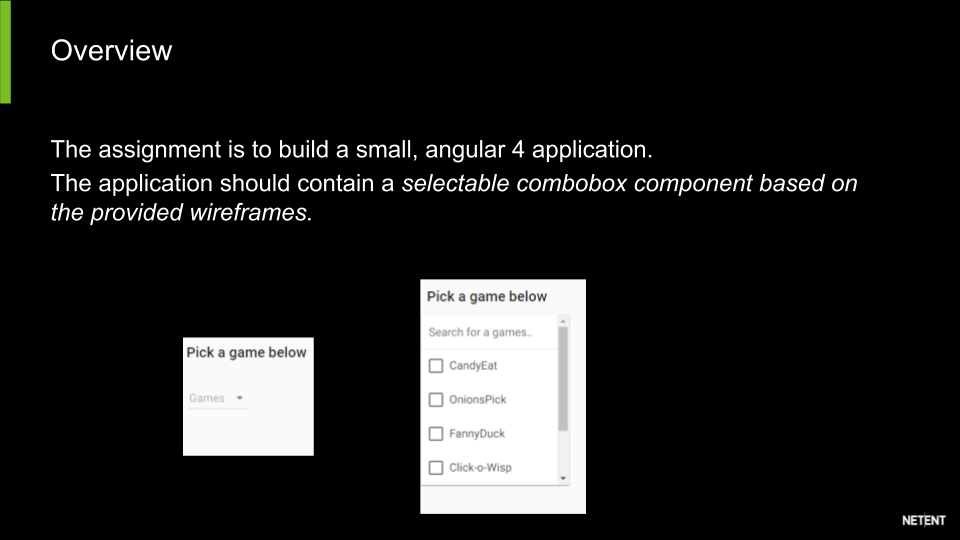 Overview
The assignment is to build a small, angular 4 application.
The application should contain a selectable combobox component based on
the provided wireframes.
Pick a game below
Games
Pick a game below
Search for a games..
CandyEat
OnionsPick
FannyDuck
Click-o-Wisp
NETENT